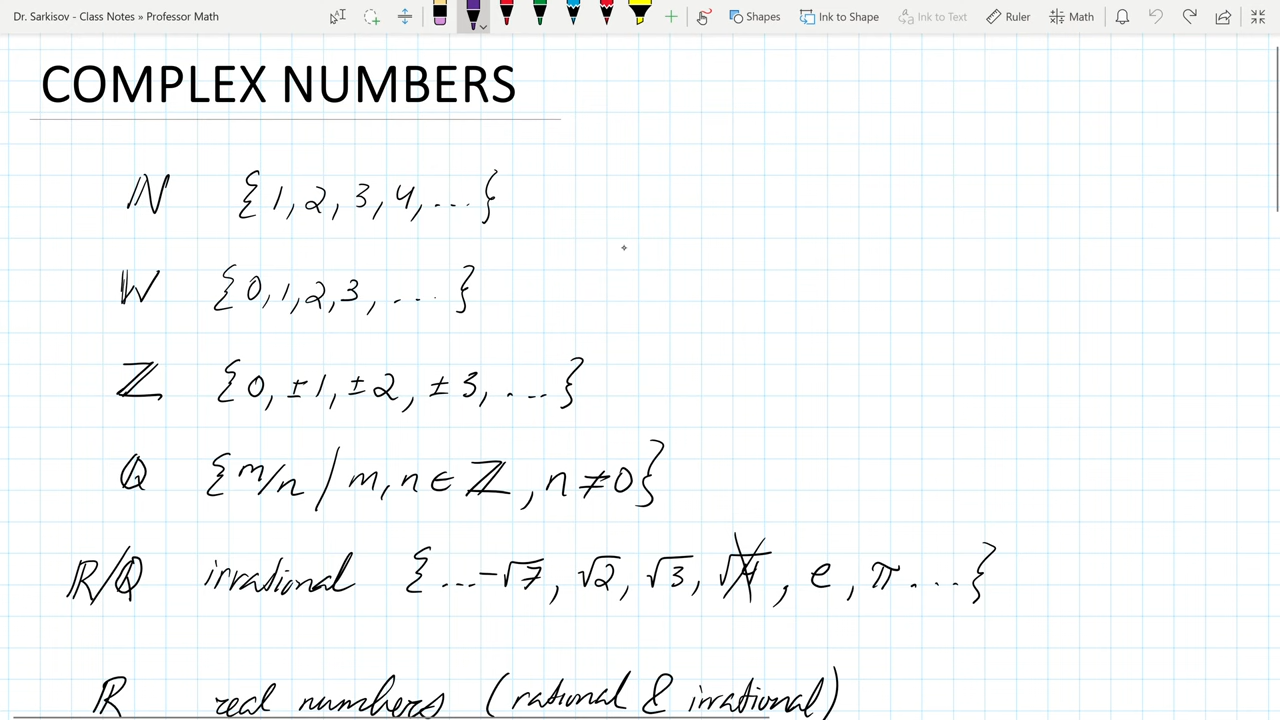 Dr. Sarkisov - Class Notes » Professor Math
Shapes
Ink to Shape
Ink to Text
Ruler
Math
COMPLEX NUMBERS
ℕ {1, 2, 3, 4, ...}
𝕎 {0, 1, 2, 3, ...}
ℤ {0, ±1, ±2, ±3, ...}
ℚ {m/n / m, n ∈ ℤ, n ≠ 0}
ℝ/ℚ irrational {...-√7, √2, √3, √4, e, π...}
ℝ real numbers (rational & irrational)